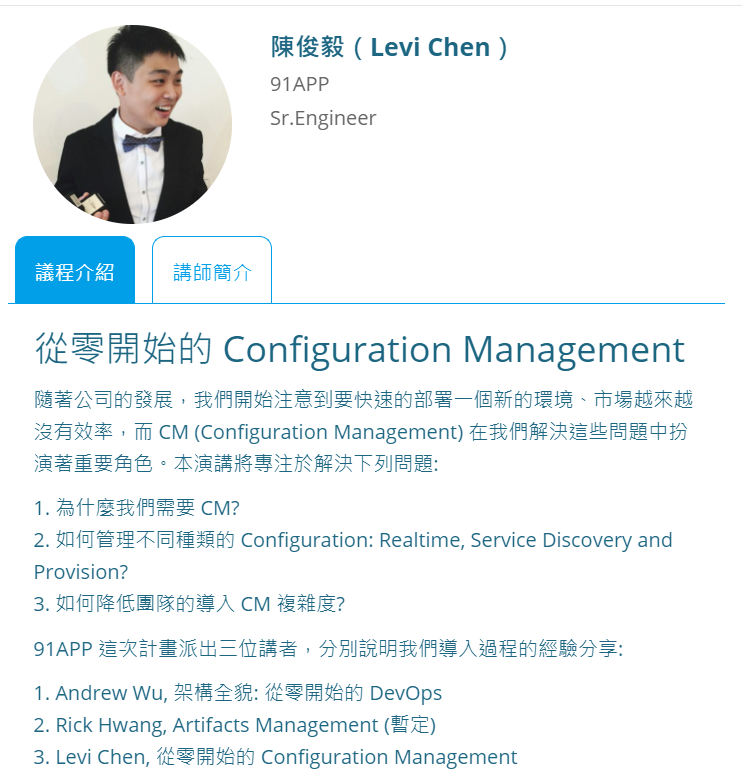 陳俊毅（Levi Chen）
91APP
Sr.Engineer
議程介紹
講師簡介
從零開始的 Configuration Management
隨著公司的發展，我們開始注意到要快速的部署一個新的環境、市場越來越
沒有效率，而 CM (Configuration Management) 在我們解決這些問題中扮
演著重要角色。本演講將專注於解決下列問題:
1. 為什麼我們需要 CM?
2. 如何管理不同種類的 Configuration: Realtime, Service Discovery and
Provision?
3. 如何降低團隊的導入 CM 複雜度?
91APP 這次計畫派出三位講者，分別說明我們導入過程的經驗分享:
1. Andrew Wu, 架構全貌: 從零開始的 DevOps
2. Rick Hwang, Artifacts Management (暫定)
3. Levi Chen, 從零開始的 Configuration Management